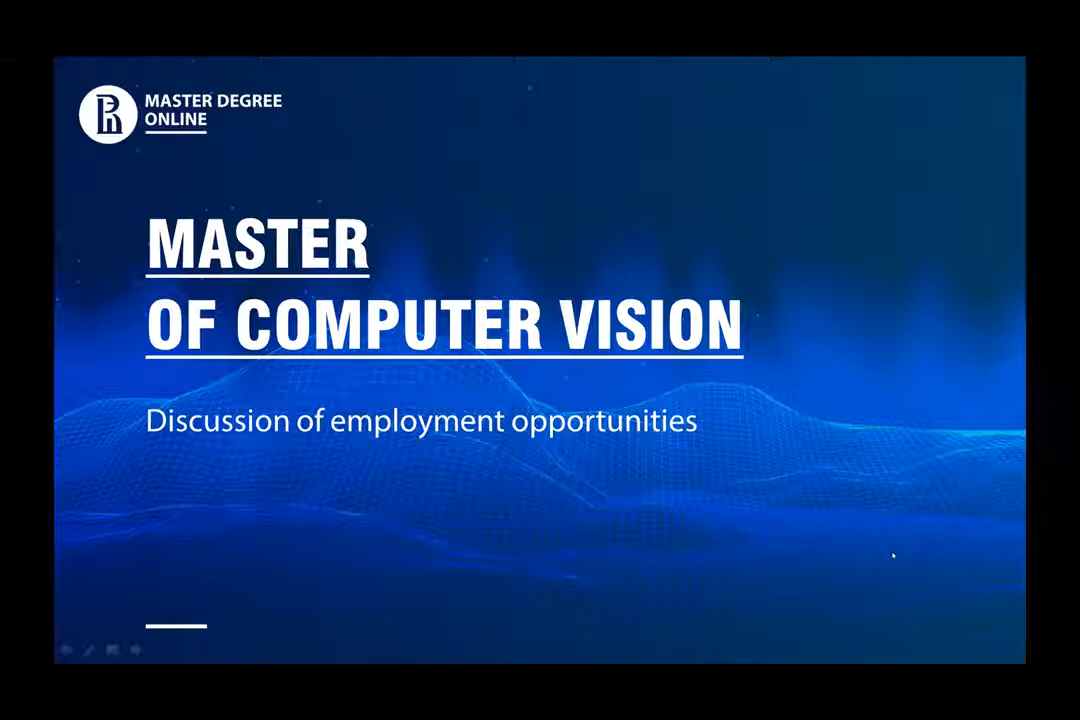 MASTER DEGREE
ONLINE
MASTER
OF COMPUTER VISION
Discussion of employment opportunities